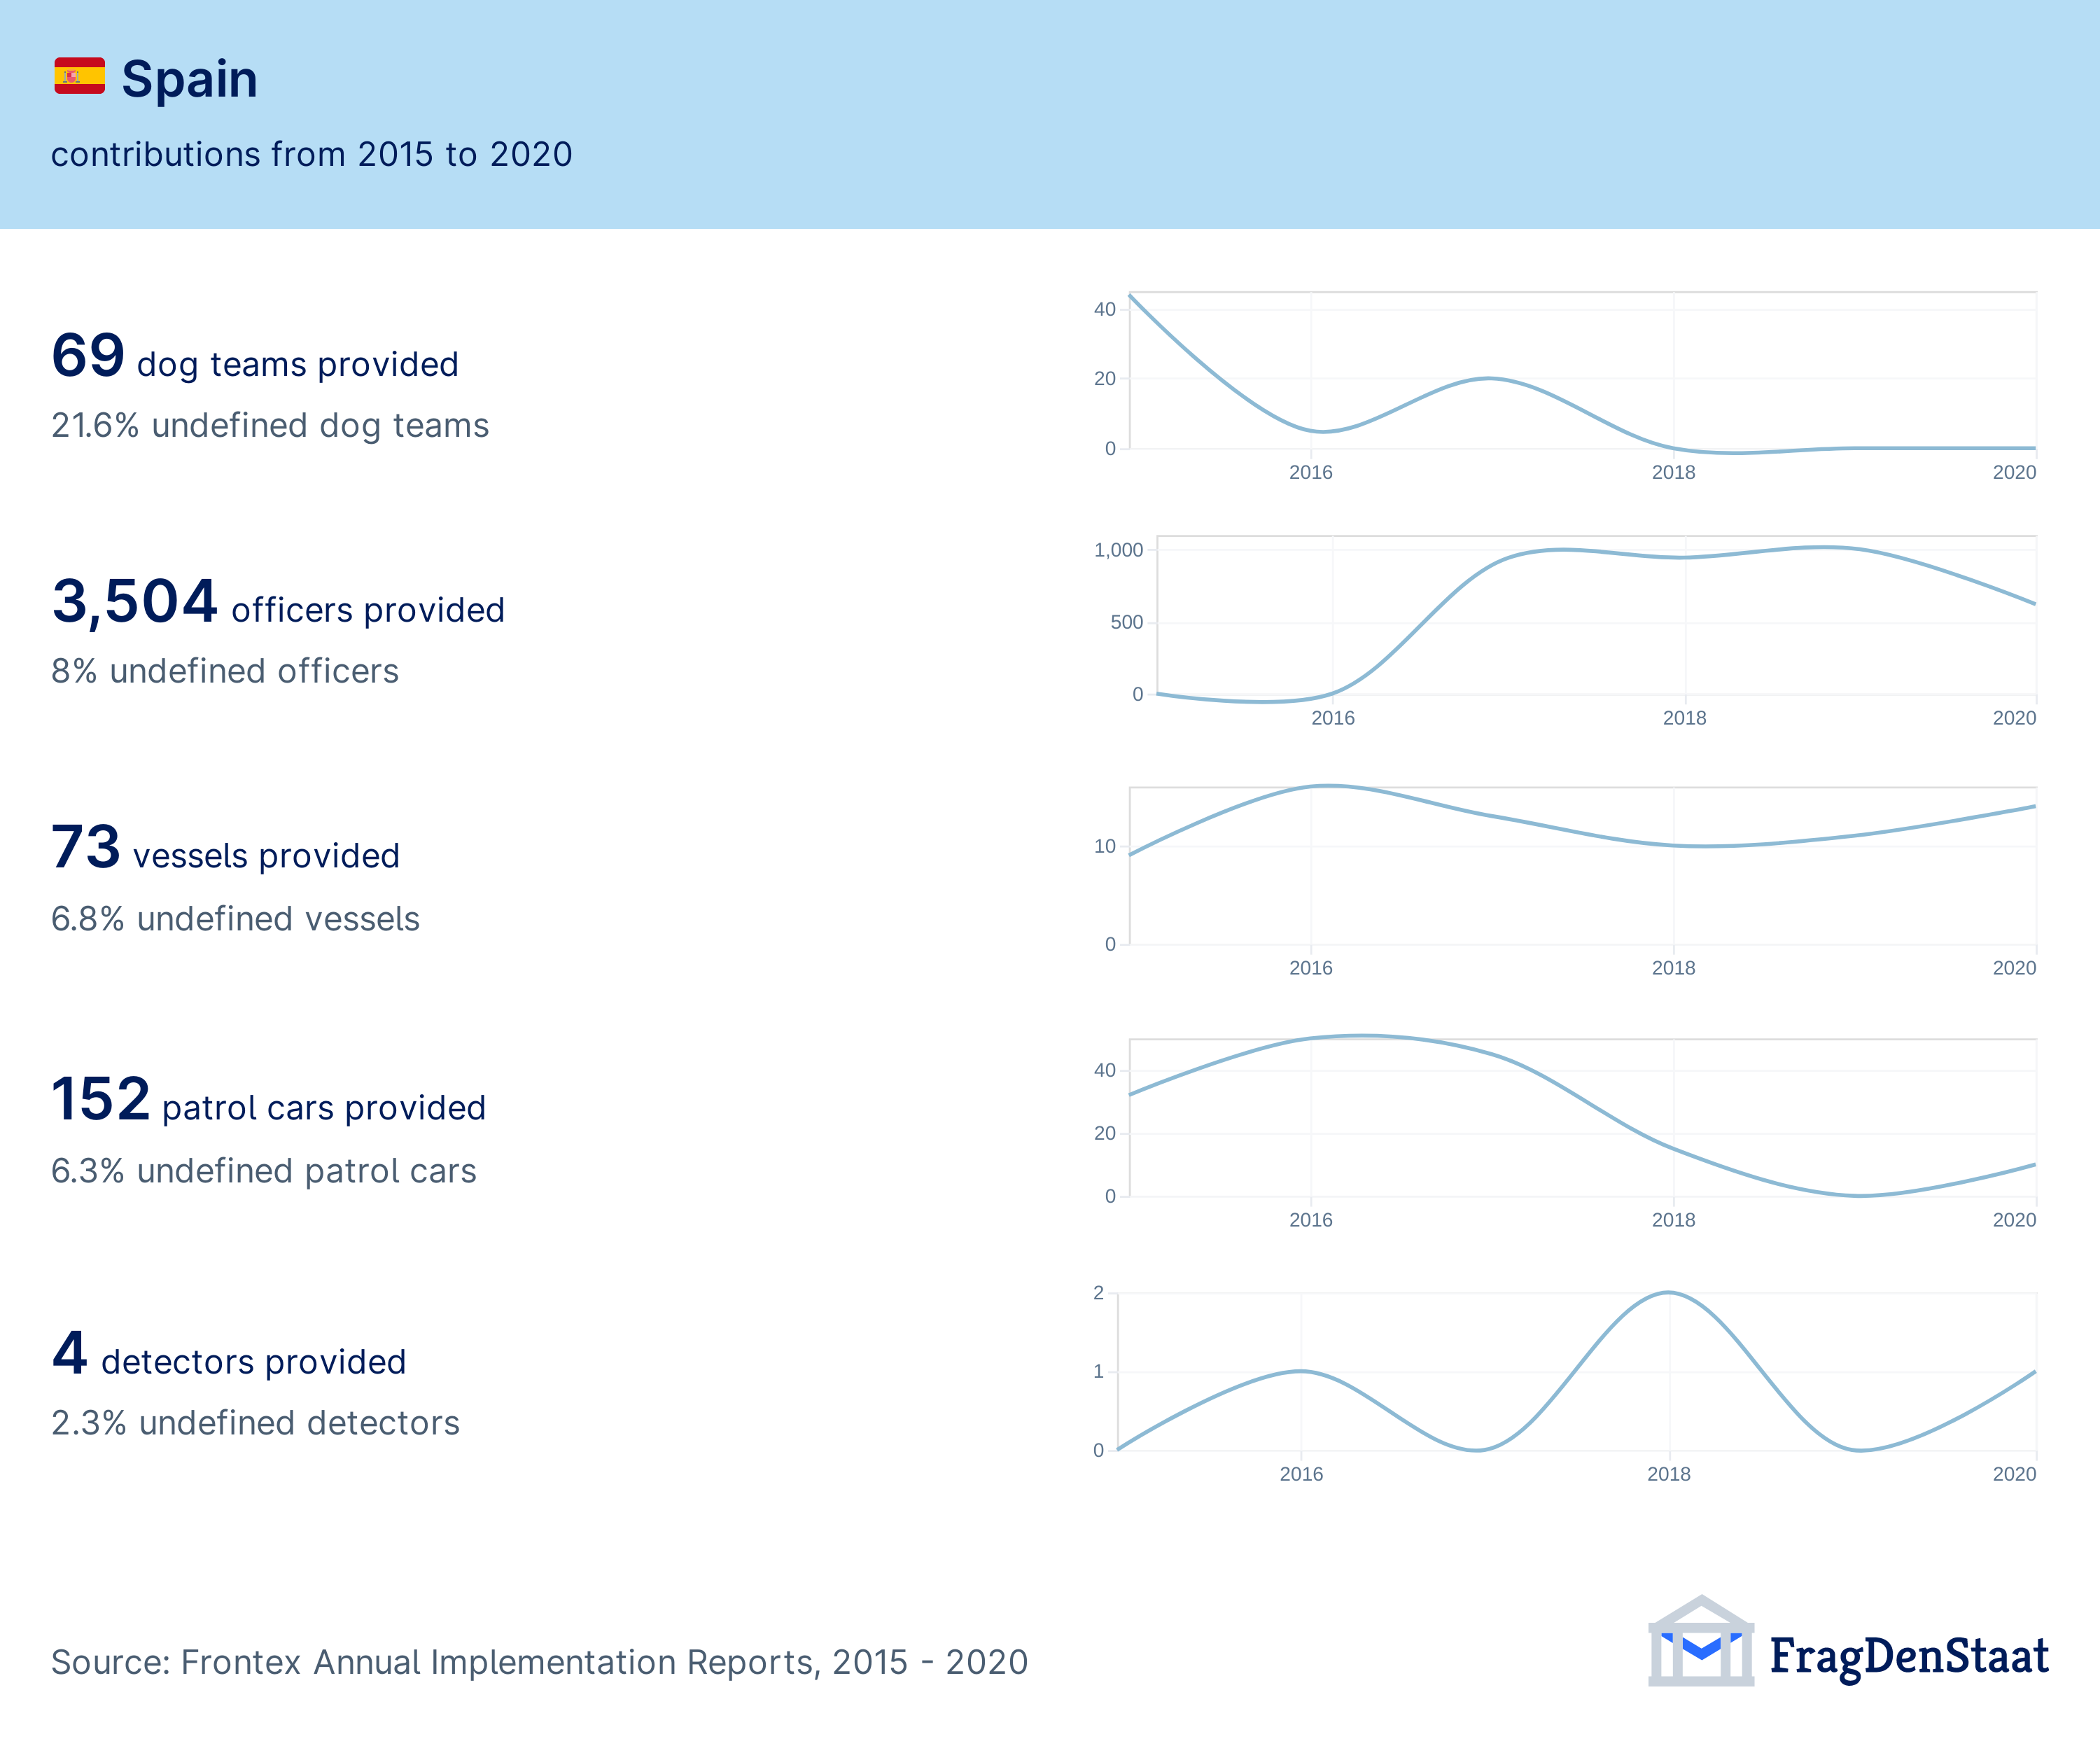 Spain
contributions from 2015 to 2020
69 dog teams provided
21.6% undefined dog teams
40
20
0
2016
2018
2020
3,504 officers provided
8% undefined officers
1,000
500
0
2016
2018
2020
73 vessels provided
6.8% undefined vessels
10
0
2016
2018
2020
152 patrol cars provided
6.3% undefined patrol cars
40
20
0
2016
2018
2020
4 detectors provided
2.3% undefined detectors
2
1
0
2016
2018
2020
Source: Frontex Annual Implementation Reports, 2015 - 2020
FragDenStaat